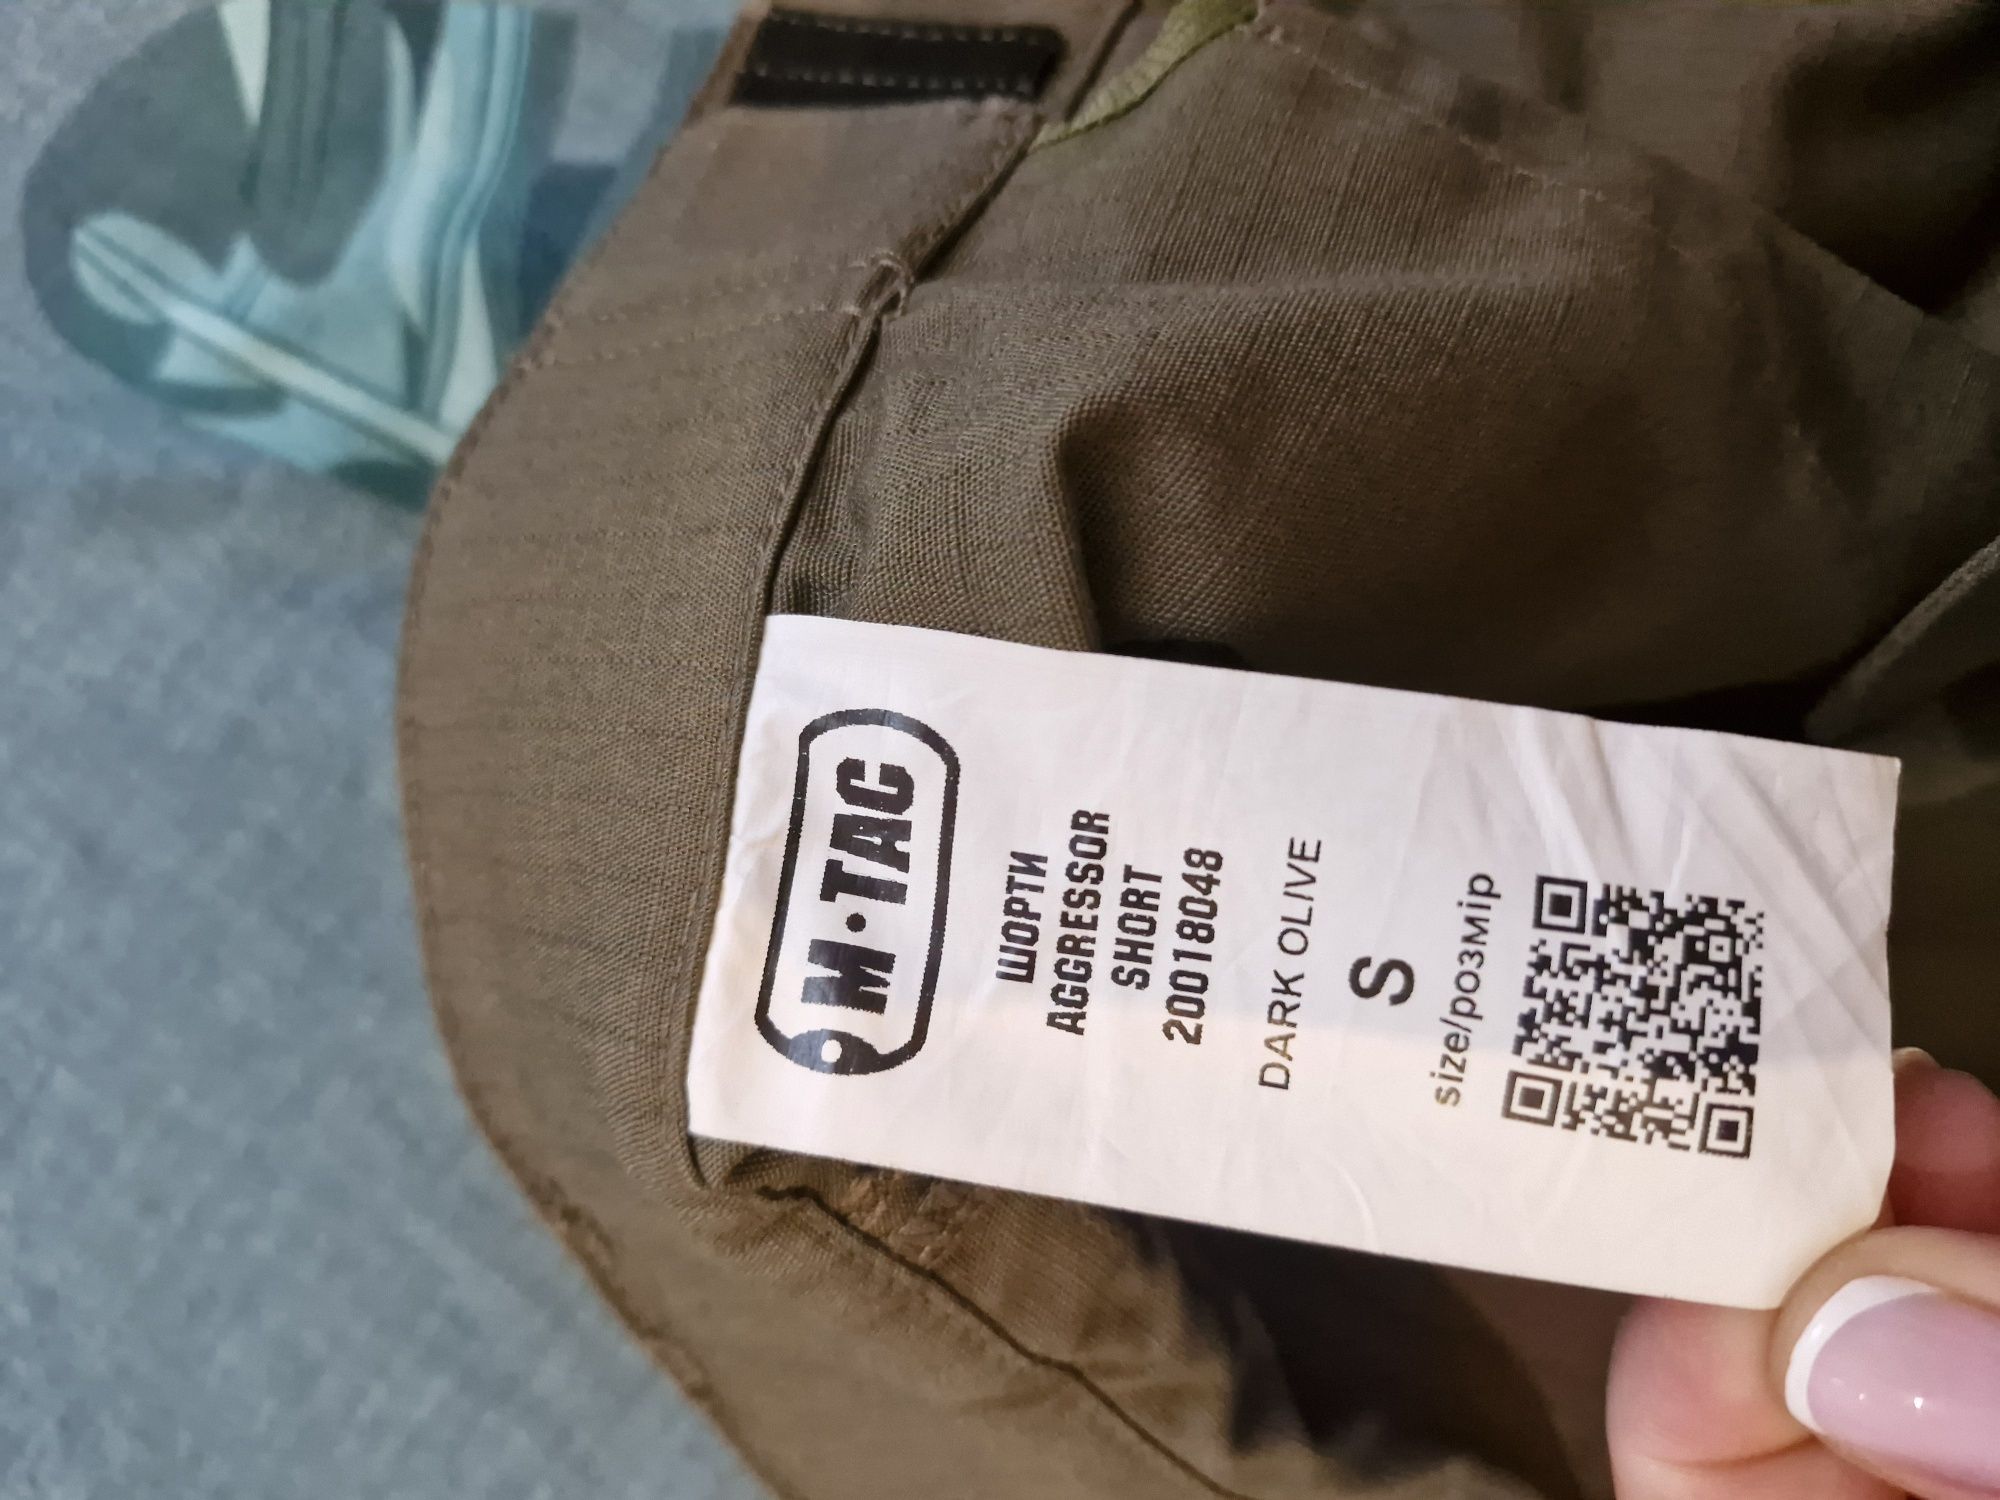 M·TAC
ШОРТИ
AGGRESSOR
SHORT
20018048
DARK OLIVE
S
size/розмір